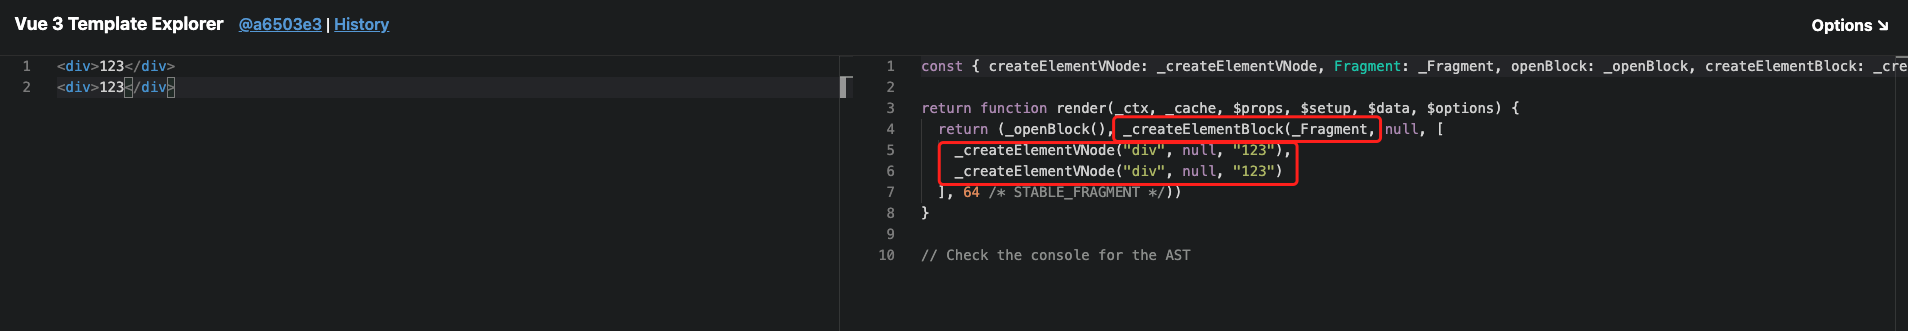 Vue 3 Template Explorer @a6503e3 | History
Options ↘
1 <div>123</div>
2 <div>123</div>
1 const { createElementVNode: _createElementVNode, Fragment: _Fragment, openBlock: _openBlock, createElementBlock: _cre
2
3 return function render(_ctx, _cache, $props, $setup, $data, $options) {
4 return (_openBlock(), _createElementBlock(_Fragment, null, [
5 _createElementVNode("div", null, "123"),
6 _createElementVNode("div", null, "123")
7 ], 64 /* STABLE_FRAGMENT */))
8 }
9
10 // Check the console for the AST